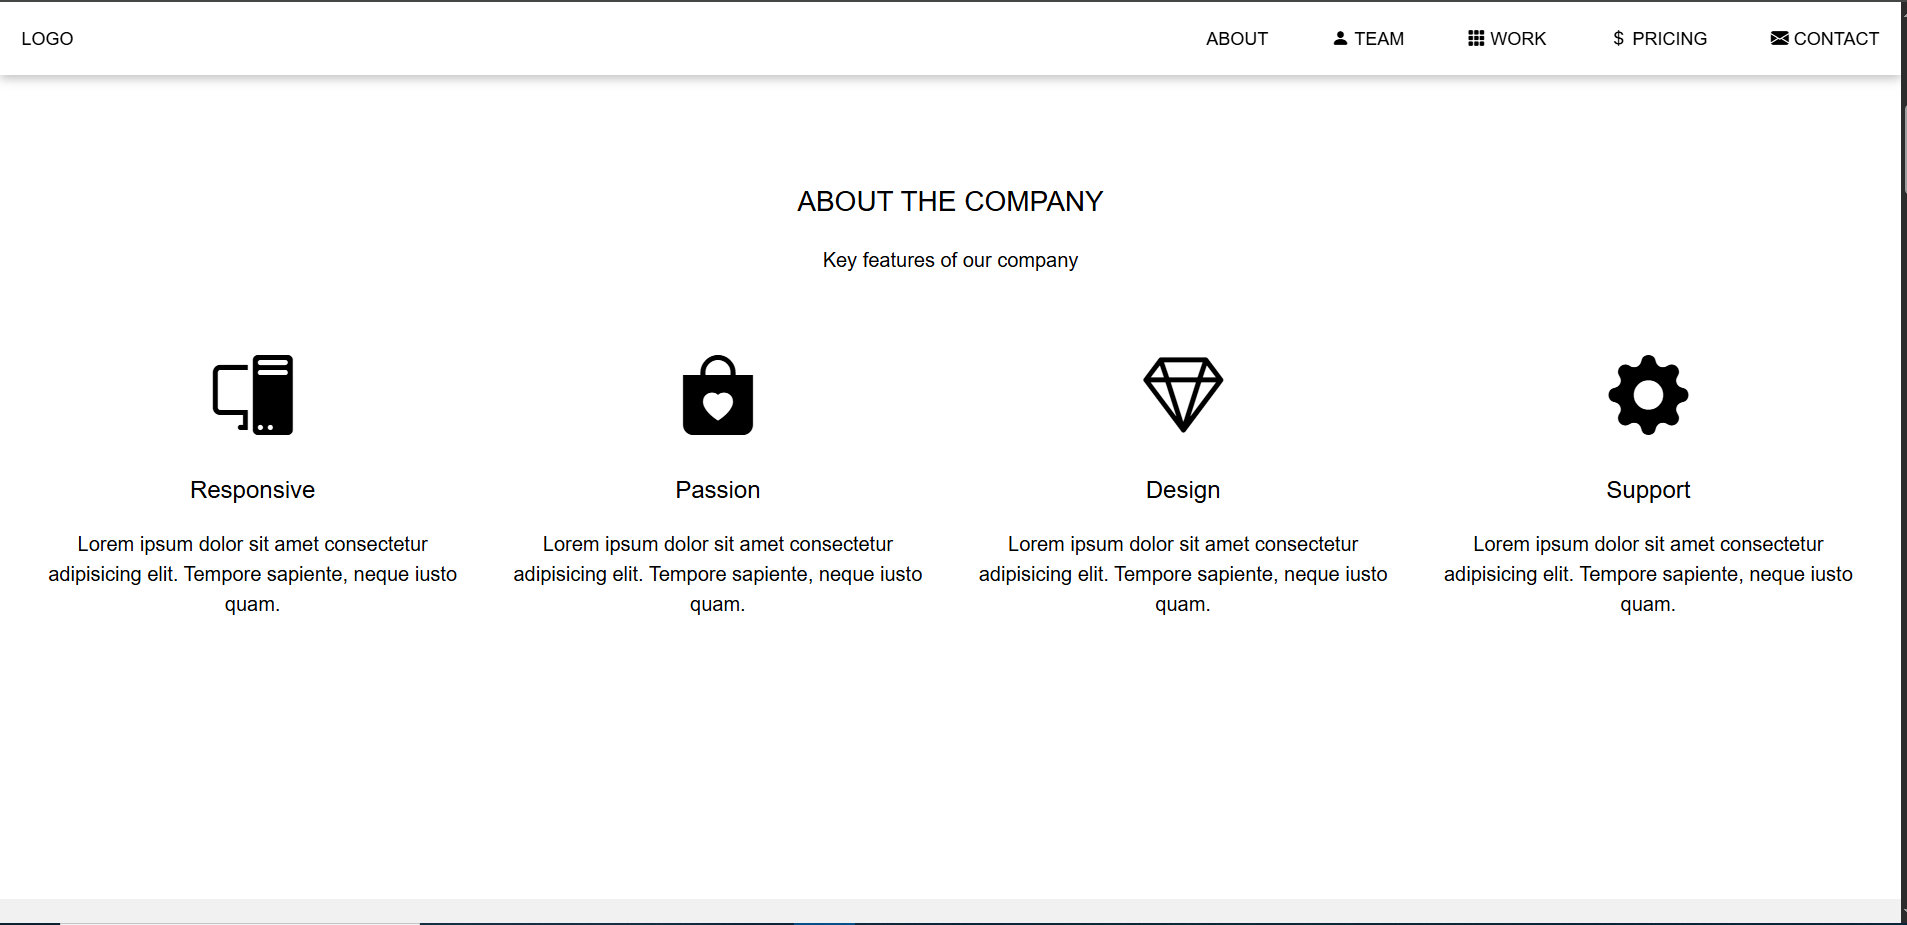 LOGO
ABOUT
TEAM
WORK
$ PRICING
CONTACT
ABOUT THE COMPANY
Key features of our company
Responsive
Lorem ipsum dolor sit amet consectetur
adipisicing elit. Tempore sapiente, neque iusto
quam.
Passion
Lorem ipsum dolor sit amet consectetur
adipisicing elit. Tempore sapiente, neque iusto
quam.
Design
Lorem ipsum dolor sit amet consectetur
adipisicing elit. Tempore sapiente, neque iusto
quam.
Support
Lorem ipsum dolor sit amet consectetur
adipisicing elit. Tempore sapiente, neque iusto
quam.